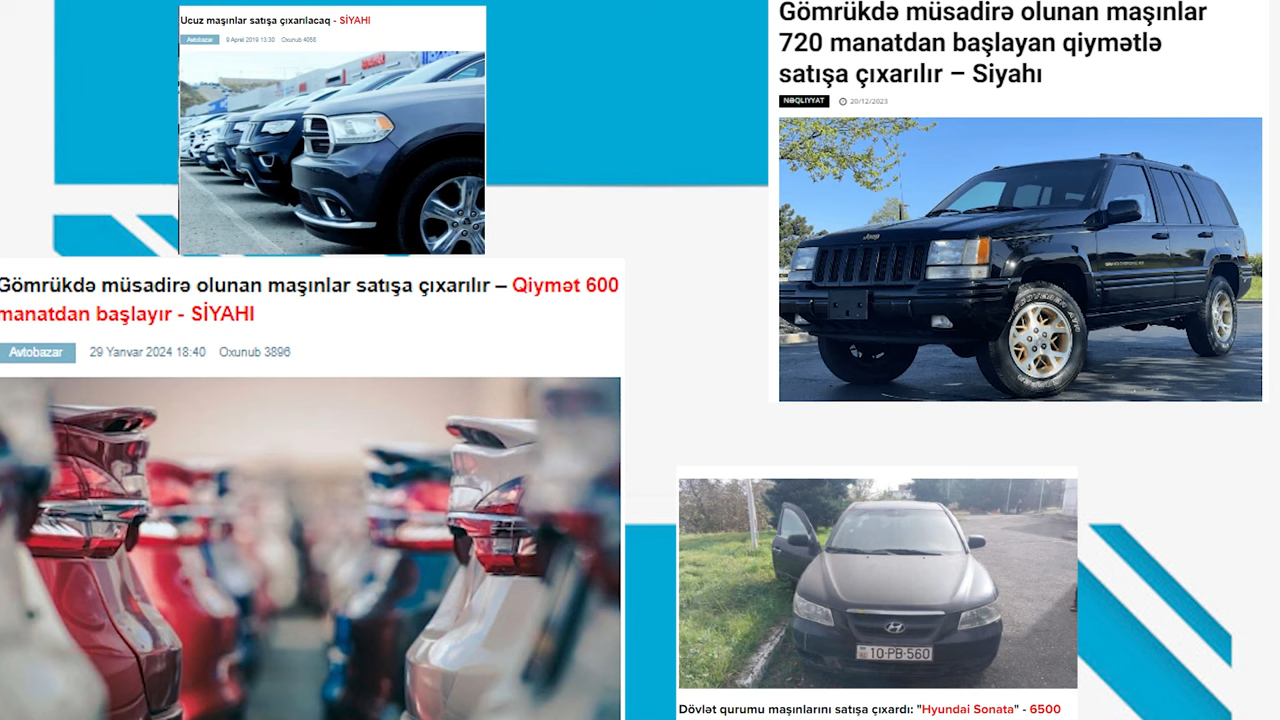 Ucuz maşınlar satışa çıxarılacaq - SİYAHI
Avtobazar 9 Aprel 2019 13:30 Oxunub 4056
Gömrükdə müsadirə olunan maşınlar
720 manatdan başlayan qiymətlə
satışa çıxarılır – Siyahı
NƏQLIYYAT 20/12/2023
Jeep
Gömrükdə müsadirə olunan maşınlar satışa çıxarılır – Qiymət 600
manatdan başlayır - SİYAHI
Avtobazar 29 Yanvar 2024 18:40 Oxunub 3896
10-PB-560
Dövlət qurumu maşınlarını satışa çıxardı: "Hyundai Sonata" - 6500